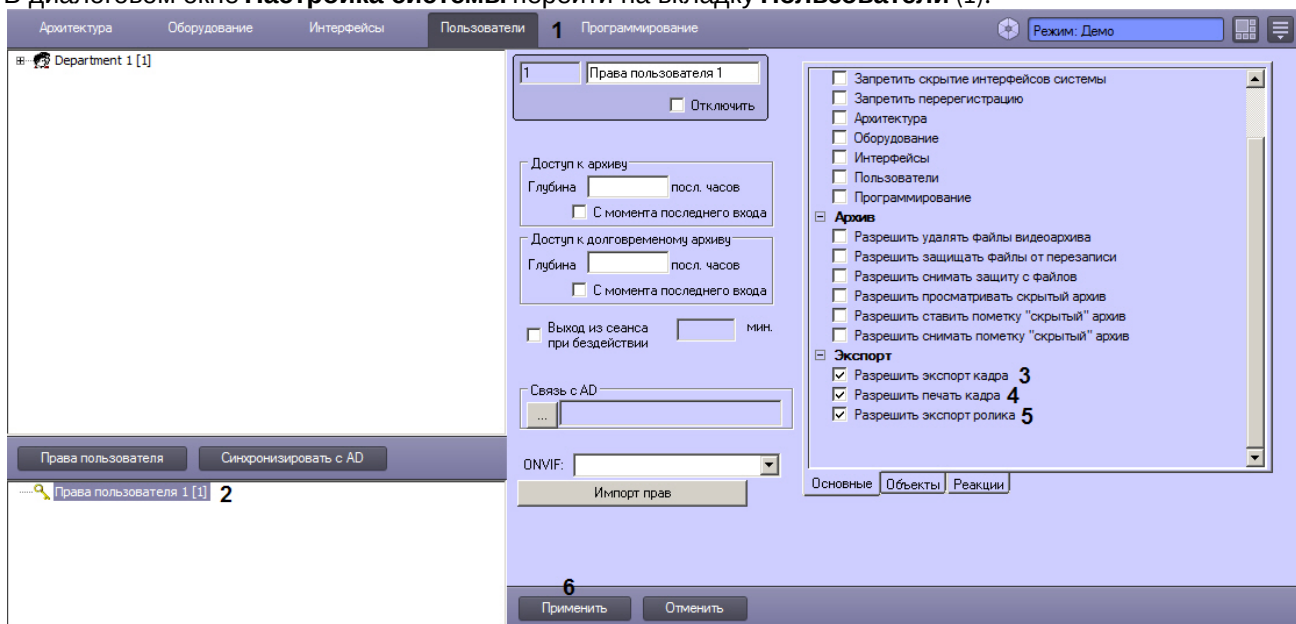 В диалоговом окне Настройка системы перейти на вкладку Пользователи (1).
Архитектура Оборудование Интерфейсы Пользователи 1 Программирование Режим: Демо
Department 1 [1]
1 Права пользователя 1
Отключить
Доступ к архиву
Глубина посл. часов
С момента последнего входа
Доступ к долговременому архиву
Глубина посл. часов
С момента последнего входа
Выход из сеанса
при бездействии
мин.
Связь с AD
...
ONVIF:
Импорт прав
Запретить скрытие интерфейсов системы
Запретить перерегистрацию
Архитектура
Оборудование
Интерфейсы
Пользователи
Программирование
Архив
Разрешить удалять файлы видеоархива
Разрешить защищать файлы от перезаписи
Разрешить снимать защиту с файлов
Разрешить просматривать скрытый архив
Разрешить ставить пометку "скрытый" архив
Разрешить снимать пометку "скрытый" архив
Экспорт
Разрешить экспорт кадра 3
Разрешить печать кадра 4
Разрешить экспорт ролика 5
Основные Объекты Реакции
Права пользователя Синхронизировать с AD
Права пользователя 1 [1] 2
6
Применить Отменить